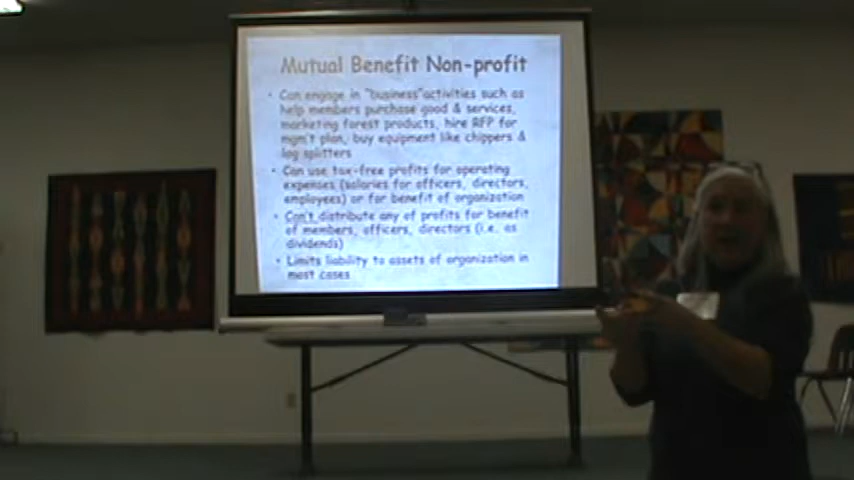 Mutual Benefit Non-profit
• Can engage in "business"activities such as
help members purchase good & services,
marketing forest products, hire RFP for
mgm't plan, buy equipment like chippers &
log splitters
• Can use tax-free profits for operating
expenses (salaries for officers, directors,
employees) or for benefit of organization
• Can't distribute any of profits for benefit
of members, officers, directors (i.e. as
dividends)
• Limits liability to assets of organization in
most cases